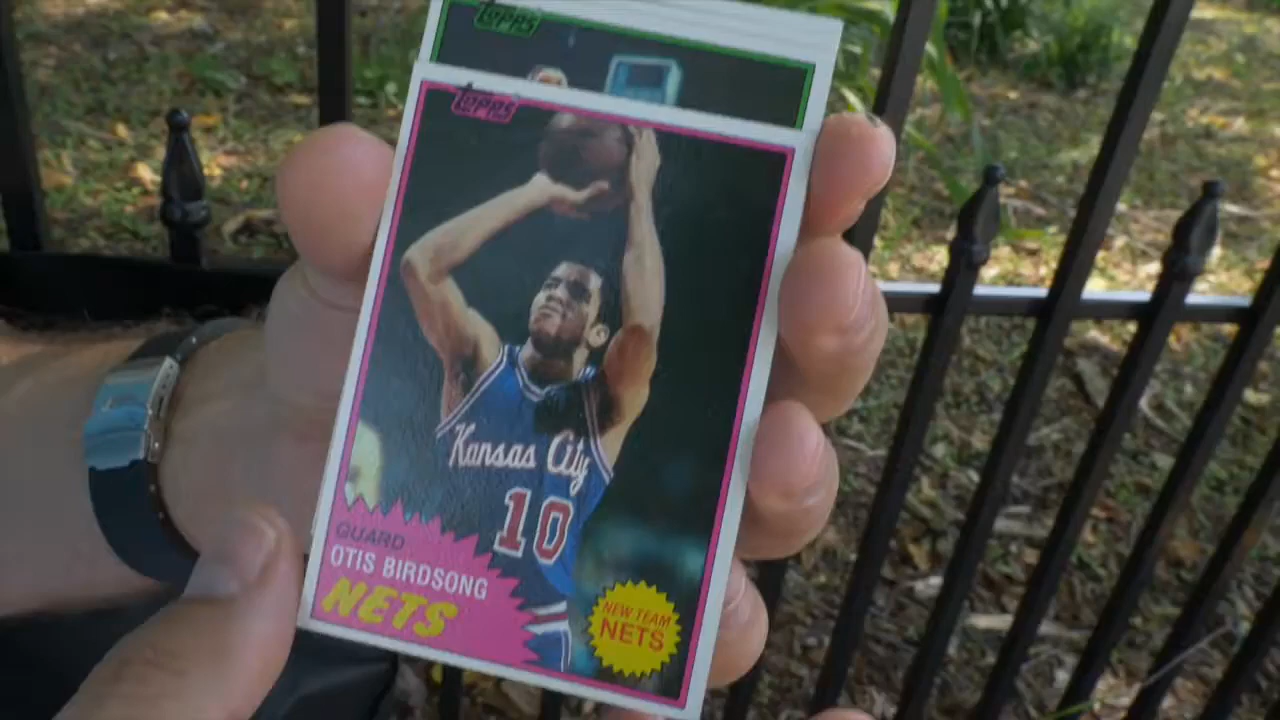 Topps
Topps
Kansas City
10
GUARD
OTIS BIRDSONG
NETS
NEW TEAM
NETS